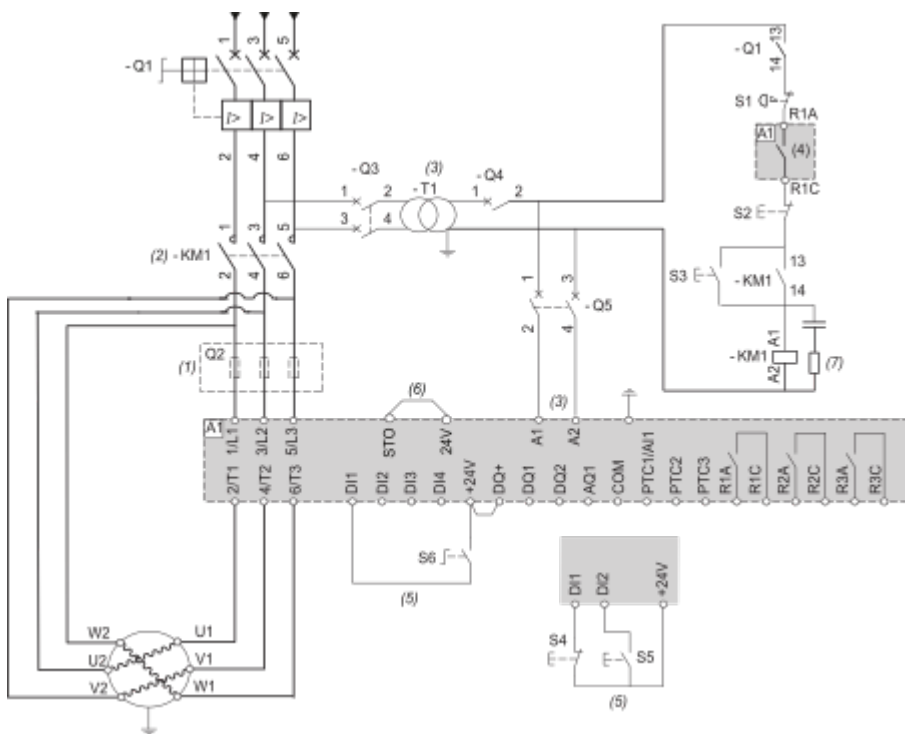 1 3 5
- Q1
I> I> I>
2 4 6
- Q3
1 2
3 4
(3)
- T1
- Q4
1 2
13
- Q1
14
S1
R1A
A1
(4)
R1C
S2
1 3 5
(2) - KM1
2 4 6
1 3
- Q5
2 4
S3
13
- KM1
14
A1
- KM1
A2
(7)
(1)
Q2
(6)
(3)
A1
1/L1 3/L2 5/L3 STO 24V A1 A2
2/T1 4/T2 6/T3 DI1 DI2 DI3 DI4 +24V DQ+ DQ1 DQ2 AQ1 COM PTC1/AI1 PTC2 PTC3 R1A R1C R2A R2C R3A R3C
S6
(5)
DI1 DI2 +24V
S4
S5
(5)
W2 U1
U2 V1
V2 W1